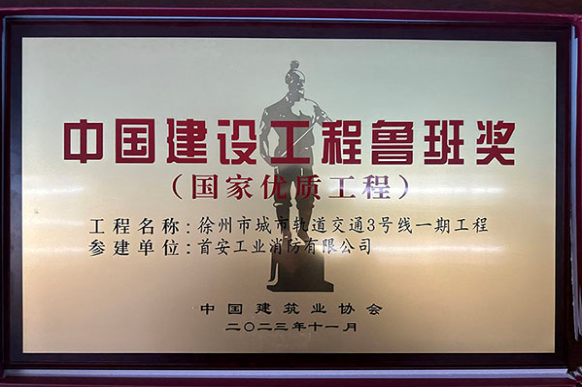 中国建设工程鲁班奖
(国家优质工程)
工程名称:徐州市城市轨道交通3号线一期工程
参建单位:首安工业消防有限公司
中国建筑业协会
二〇二三年十一月